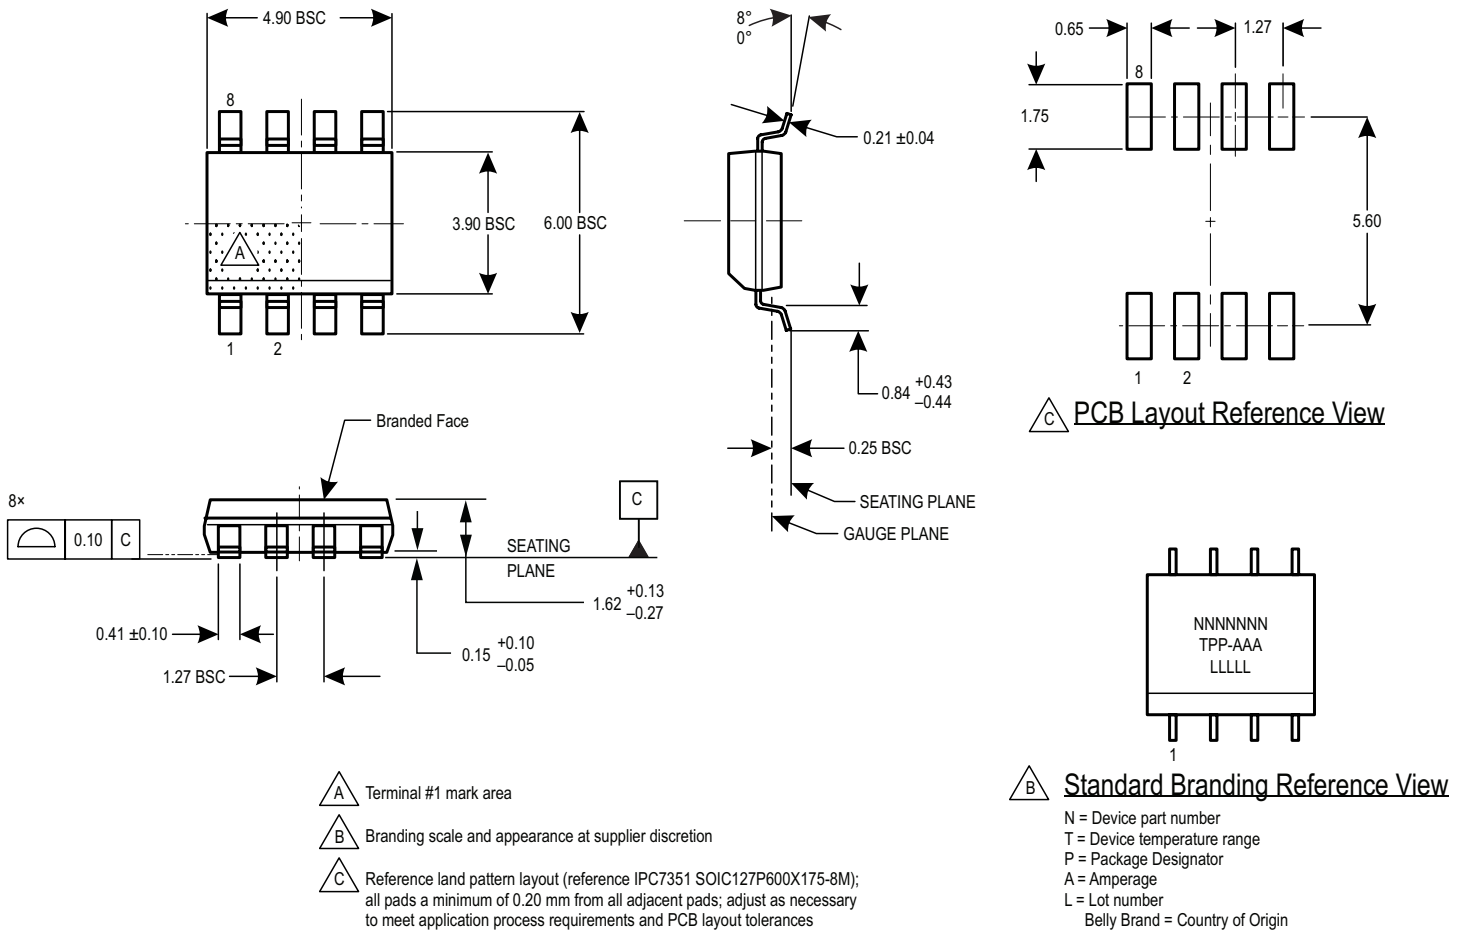 4.90 BSC
8
A
3.90 BSC
6.00 BSC
1
2
8°
0°
0.21 ±0.04
0.84 +0.43
–0.44
0.25 BSC
SEATING PLANE
GAUGE PLANE
0.65
1.27
8
1.75
5.60
1
2
C
PCB Layout Reference View
Branded Face
8×
0.10
C
C
SEATING
PLANE
1.62 +0.13
–0.27
0.41 ±0.10
0.15 +0.10
–0.05
1.27 BSC
NNNNNNN
TPP-AAA
LLLLL
1
B
Standard Branding Reference View
N = Device part number
T = Device temperature range
P = Package Designator
A = Amperage
L = Lot number
Belly Brand = Country of Origin
A
Terminal #1 mark area
B
Branding scale and appearance at supplier discretion
C
Reference land pattern layout (reference IPC7351 SOIC127P600X175-8M);
all pads a minimum of 0.20 mm from all adjacent pads; adjust as necessary
to meet application process requirements and PCB layout tolerances